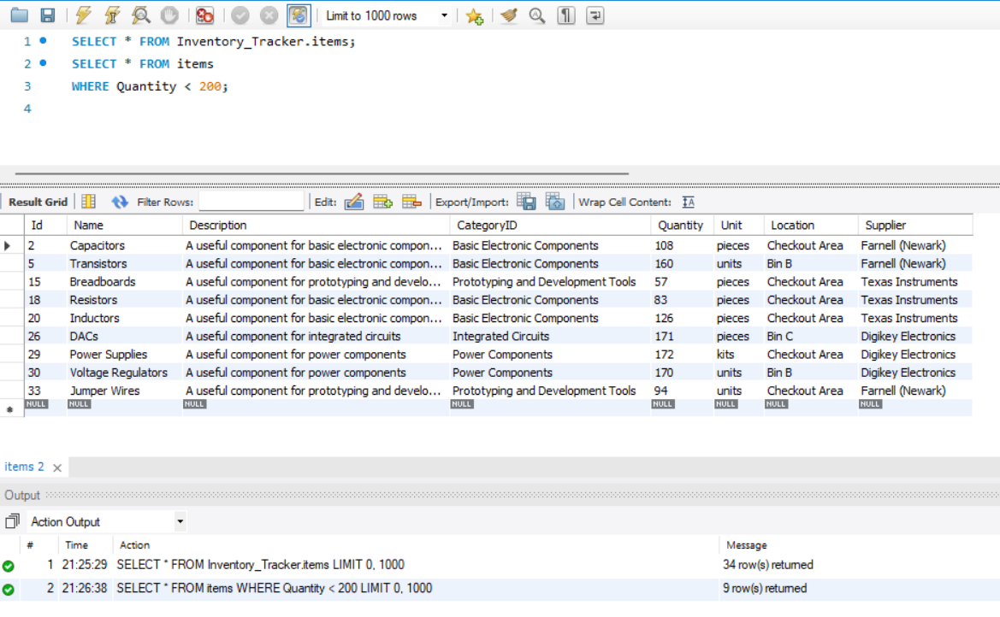 Limit to 1000 rows
1 SELECT * FROM Inventory_Tracker.items;
2 SELECT * FROM items
3 WHERE Quantity < 200;
4
Result Grid Filter Rows: Edit: Export/Import: Wrap Cell Content:
Id Name Description CategoryID Quantity Unit Location Supplier
2 Capacitors A useful component for basic electronic compon... Basic Electronic Components 108 pieces Checkout Area Farnell (Newark)
5 Transistors A useful component for basic electronic compon... Basic Electronic Components 160 units Bin B Farnell (Newark)
15 Breadboards A useful component for prototyping and develo... Prototyping and Development Tools 57 pieces Checkout Area Texas Instruments
18 Resistors A useful component for basic electronic compon... Basic Electronic Components 83 pieces Checkout Area Texas Instruments
20 Inductors A useful component for basic electronic compon... Basic Electronic Components 126 pieces Checkout Area Texas Instruments
26 DACs A useful component for integrated circuits Integrated Circuits 171 pieces Bin C Digikey Electronics
29 Power Supplies A useful component for power components Power Components 172 kits Checkout Area Digikey Electronics
30 Voltage Regulators A useful component for power components Power Components 170 units Bin B Digikey Electronics
33 Jumper Wires A useful component for prototyping and develo... Prototyping and Development Tools 94 units Checkout Area Farnell (Newark)
NULL NULL NULL NULL NULL NULL NULL NULL
items 2
Output
Action Output
# Time Action Message
1 21:25:29 SELECT * FROM Inventory_Tracker.items LIMIT 0, 1000 34 row(s) returned
2 21:26:38 SELECT * FROM items WHERE Quantity < 200 LIMIT 0, 1000 9 row(s) returned